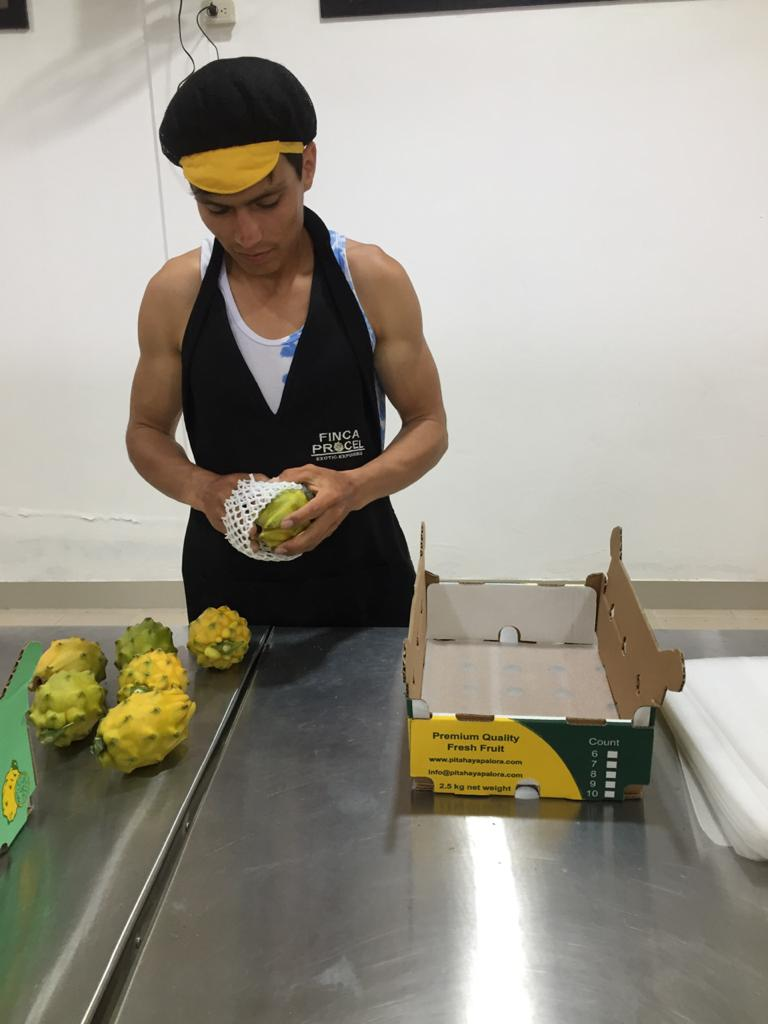 FINCA
PROCEL
EXOTIC EXPORTS
Premium Quality
Fresh Fruit
www.pitahayapalora.com
info@pitahayapalora.com
2.5 kg net weight
Count
6
7
8
9
10